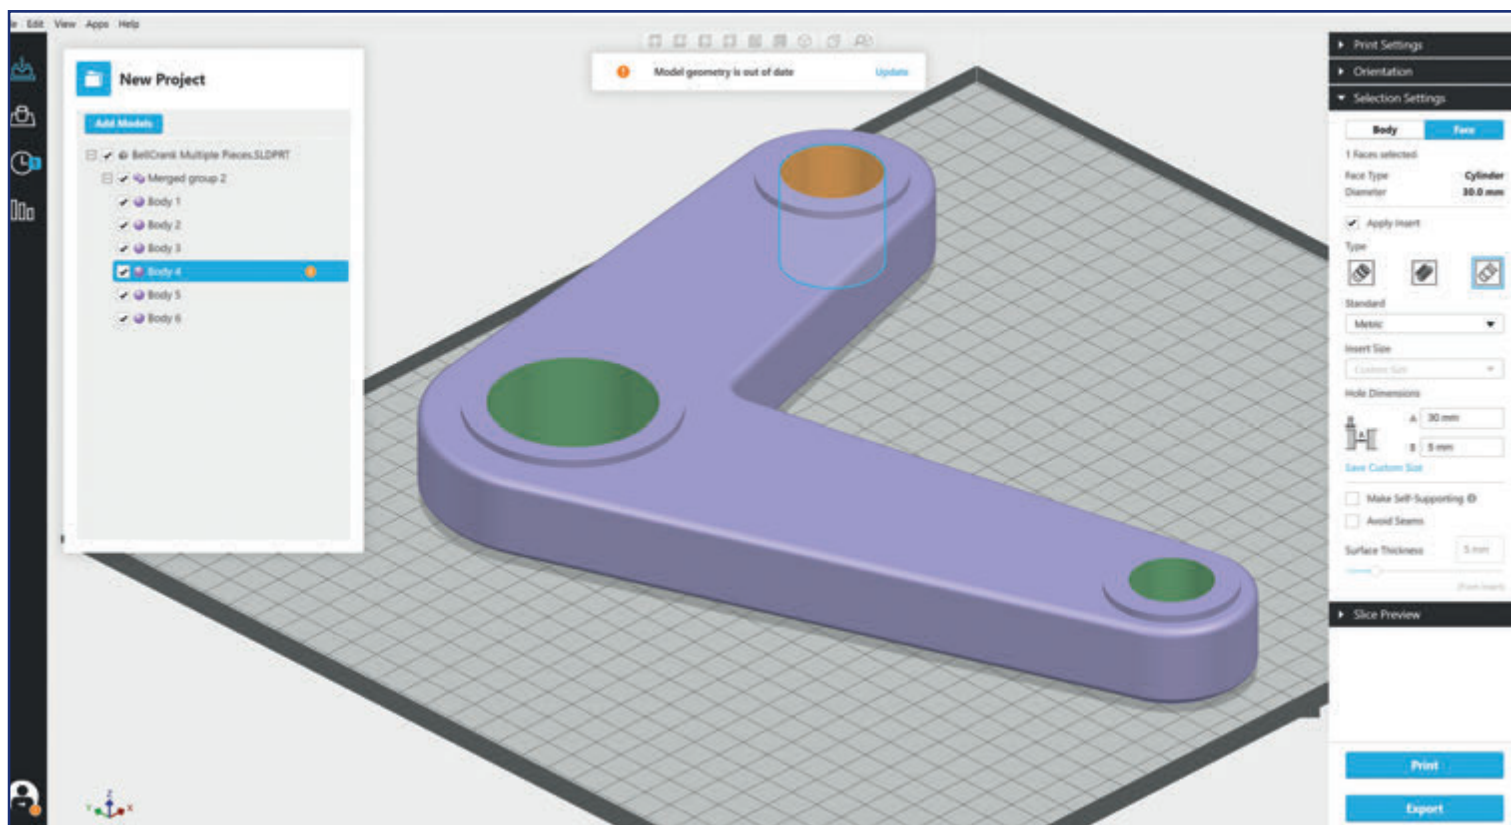 Edit View Apps Help
New Project
Add Models
BellCrank Multiple Pieces.SLDPRT
Merged group 2
Body 1
Body 2
Body 3
Body 4
Body 5
Body 6
Model geometry is out of date Update
Print Settings
Orientation
Selection Settings
Body Face
1 Faces selected
Face Type Cylinder
Diameter 30.0 mm
Apply Insert
Type
Standard
Metric
Insert Size
Custom Size
Hole Dimensions
A 30 mm
B 5 mm
Save Custom Size
Make Self-Supporting
Avoid Seams
Surface Thickness 5 mm
Slice Preview
Print
Export
Z
Y X